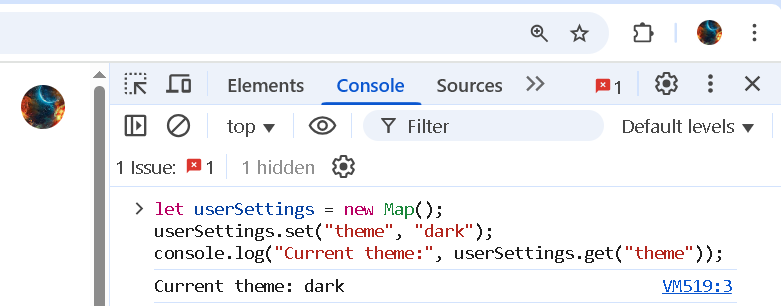 Elements Console Sources 1
top Filter Default levels
1 Issue: 1 1 hidden
let userSettings = new Map();
userSettings.set("theme", "dark");
console.log("Current theme:", userSettings.get("theme"));
Current theme: dark VM519:3